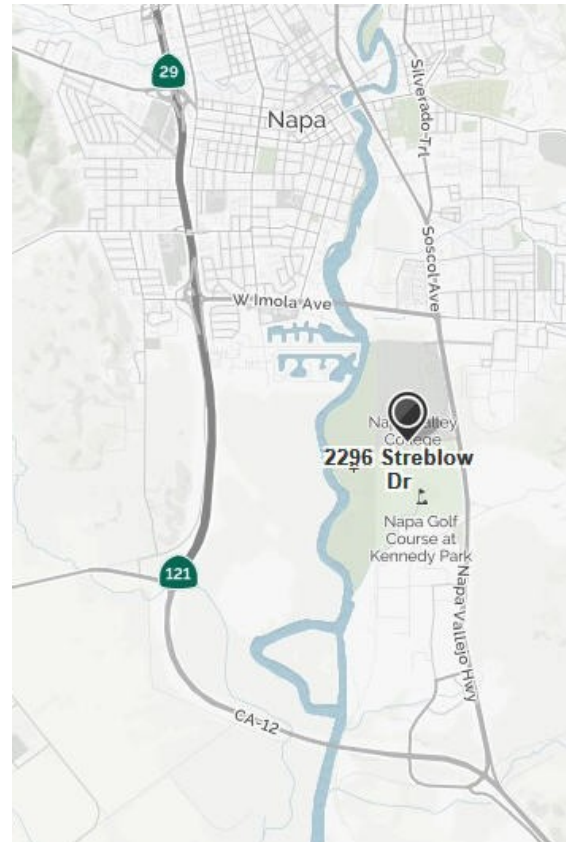 29
Napa
Silverado Trl
Soscol Ave
W Imola Ave
Napa Valley
College
2296 Streblow
Dr
Napa Golf
Course at
Kennedy Park
121
Napa Vallejo Hwy
CA-12